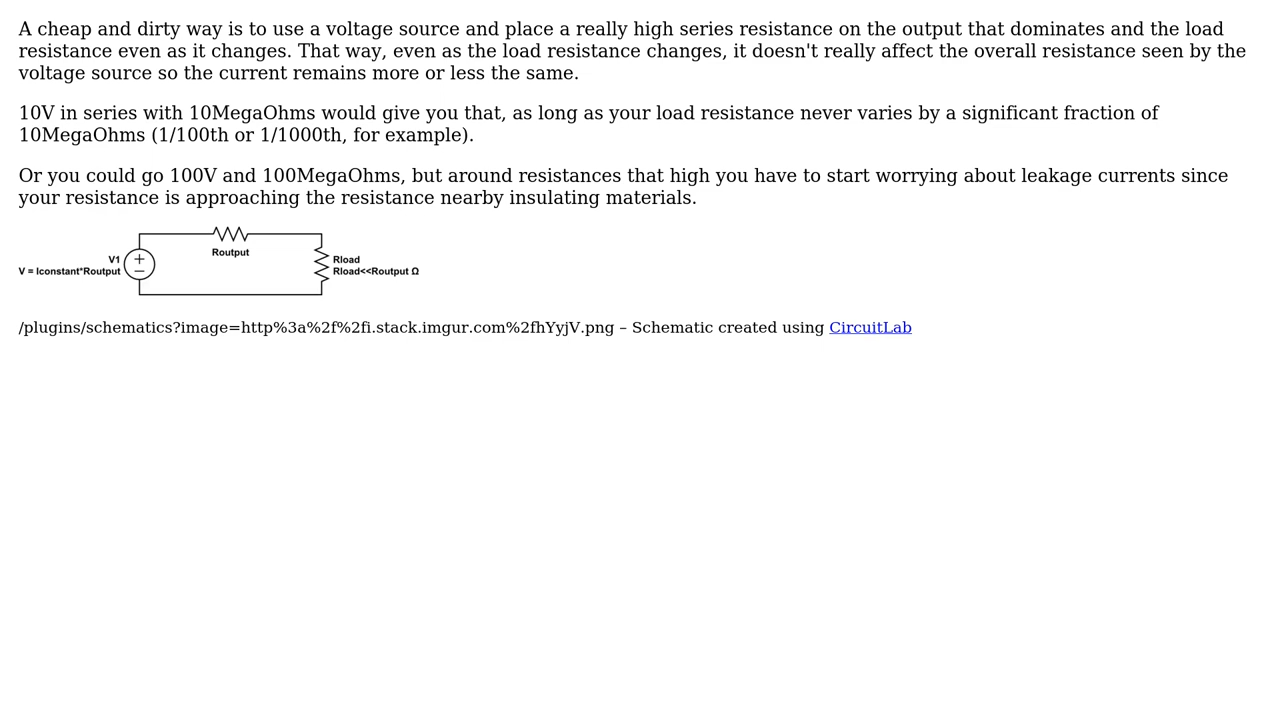 A cheap and dirty way is to use a voltage source and place a really high series resistance on the output that dominates and the load
resistance even as it changes. That way, even as the load resistance changes, it doesn't really affect the overall resistance seen by the
voltage source so the current remains more or less the same.
10V in series with 10MegaOhms would give you that, as long as your load resistance never varies by a significant fraction of
10MegaOhms (1/100th or 1/1000th, for example).
Or you could go 100V and 100MegaOhms, but around resistances that high you have to start worrying about leakage currents since
your resistance is approaching the resistance nearby insulating materials.
Routput
V1
V = Iconstant*Routput
Rload
Rload<<Routput Ω
/plugins/schematics?image=http%3a%2f%2fi.stack.imgur.com%2fhYyjV.png – Schematic created using CircuitLab